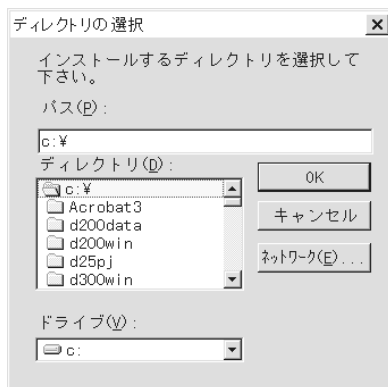 ディレクトリの選択
インストールするディレクトリを選択して
下さい。
パス(P):
c:¥
ディレクトリ(D):
c:¥
Acrobat3
d200data
d200win
d25pj
d300win
OK
キャンセル
ネットワーク(E)...
ドライブ(V):
c: